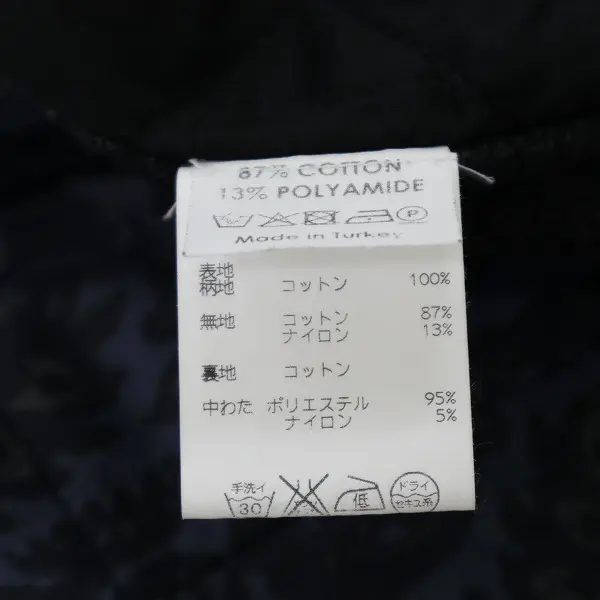 87% COTTON
13% POLYAMIDE
Made in Turkey
表地
柄地 コットン 100%
無地 コットン 87%
ナイロン 13%
裏地 コットン
中わた ポリエステル 95%
ナイロン 5%
手洗イ
30
低
ドライ
セキユ系
P